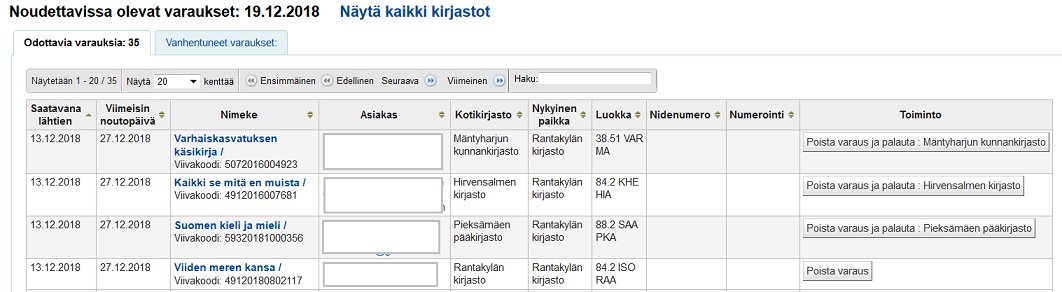 Noudettavissa olevat varaukset: 19.12.2018 Näytä kaikki kirjastot
Odottavia varauksia: 35 Vanhentuneet varaukset:
Näytetään 1 - 20 / 35 Näytä 20 kenttää Ensimmäinen Edellinen Seuraava Viimeinen Haku:
Saatavana lähtien Viimeisin noutopäivä Nimeke Asiakas Kotikirjasto Nykyinen paikka Luokka Nidenumero Numerointi Toiminto
13.12.2018 27.12.2018 Varhaiskasvatuksen Mäntyharjun Rantakylän 38.51 VAR Poista varaus ja palauta : Mäntyharjun kunnankirjasto
käsikirja / kunnankirjasto kirjasto MA
Viivakoodi: 5072016004923
13.12.2018 27.12.2018 Kaikki se mitä en muista / Hirvensalmen Rantakylän 84.2 KHE Poista varaus ja palauta : Hirvensalmen kirjasto
Viivakoodi: 4912016007681 kirjasto kirjasto HIA
13.12.2018 27.12.2018 Suomen kieli ja mieli / Pieksämäen Rantakylän 88.2 SAA Poista varaus ja palauta : Pieksämäen pääkirjasto
Viivakoodi: 59320181000356 pääkirjasto kirjasto PKA
13.12.2018 27.12.2018 Viiden meren kansa / Rantakylän Rantakylän 84.2 ISO Poista varaus
Viivakoodi: 49120180802117 kirjasto kirjasto RAA